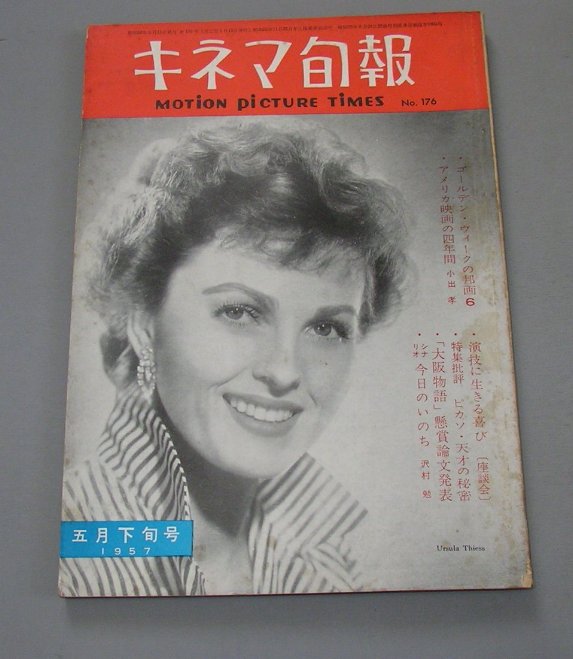 キネマ旬報
MOTION PICTURE TIMES No. 176
・ゴールデン・ウィークの邦画6
・アメリカ映画の四年間 小出 孝
・演技に生きる喜び〔座談会〕
・特集批評 ピカソ・天才の秘密
・「大阪物語」懸賞論文発表
・シナリオ 今日のいのち 沢村 勉
五月下旬号
1957
Ursula Thiess